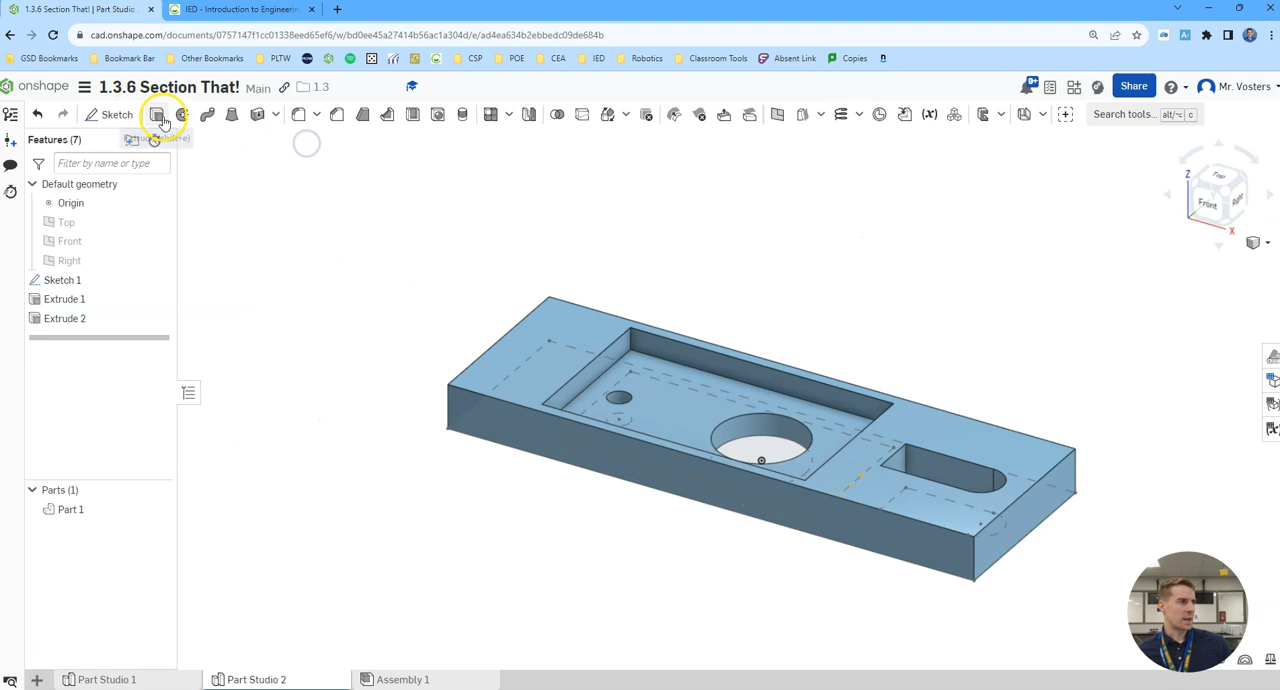 1.3.6 Section That! | Part Studio
IED - Introduction to Engineerin
cad.onshape.com/documents/0757147f1cc01338eed65ef6/w/bd0ee45a27414b56ac1a304d/e/ad4ea634b2ebbedc09de684b
GSD Bookmarks
Bookmark Bar
Other Bookmarks
PLTW
CSP
POE
CEA
IED
Robotics
Classroom Tools
Absent Link
Copies
onshape
1.3.6 Section That!
Main
1.3
Share
Mr. Vosters
Sketch
Search tools...
alt/⌥
c
Features (7)
Filter by name or type
Default geometry
Origin
Top
Front
Right
Sketch 1
Extrude 1
Extrude 2
Parts (1)
Part 1
Z
Top
Front
Right
X
Part Studio 1
Part Studio 2
Assembly 1